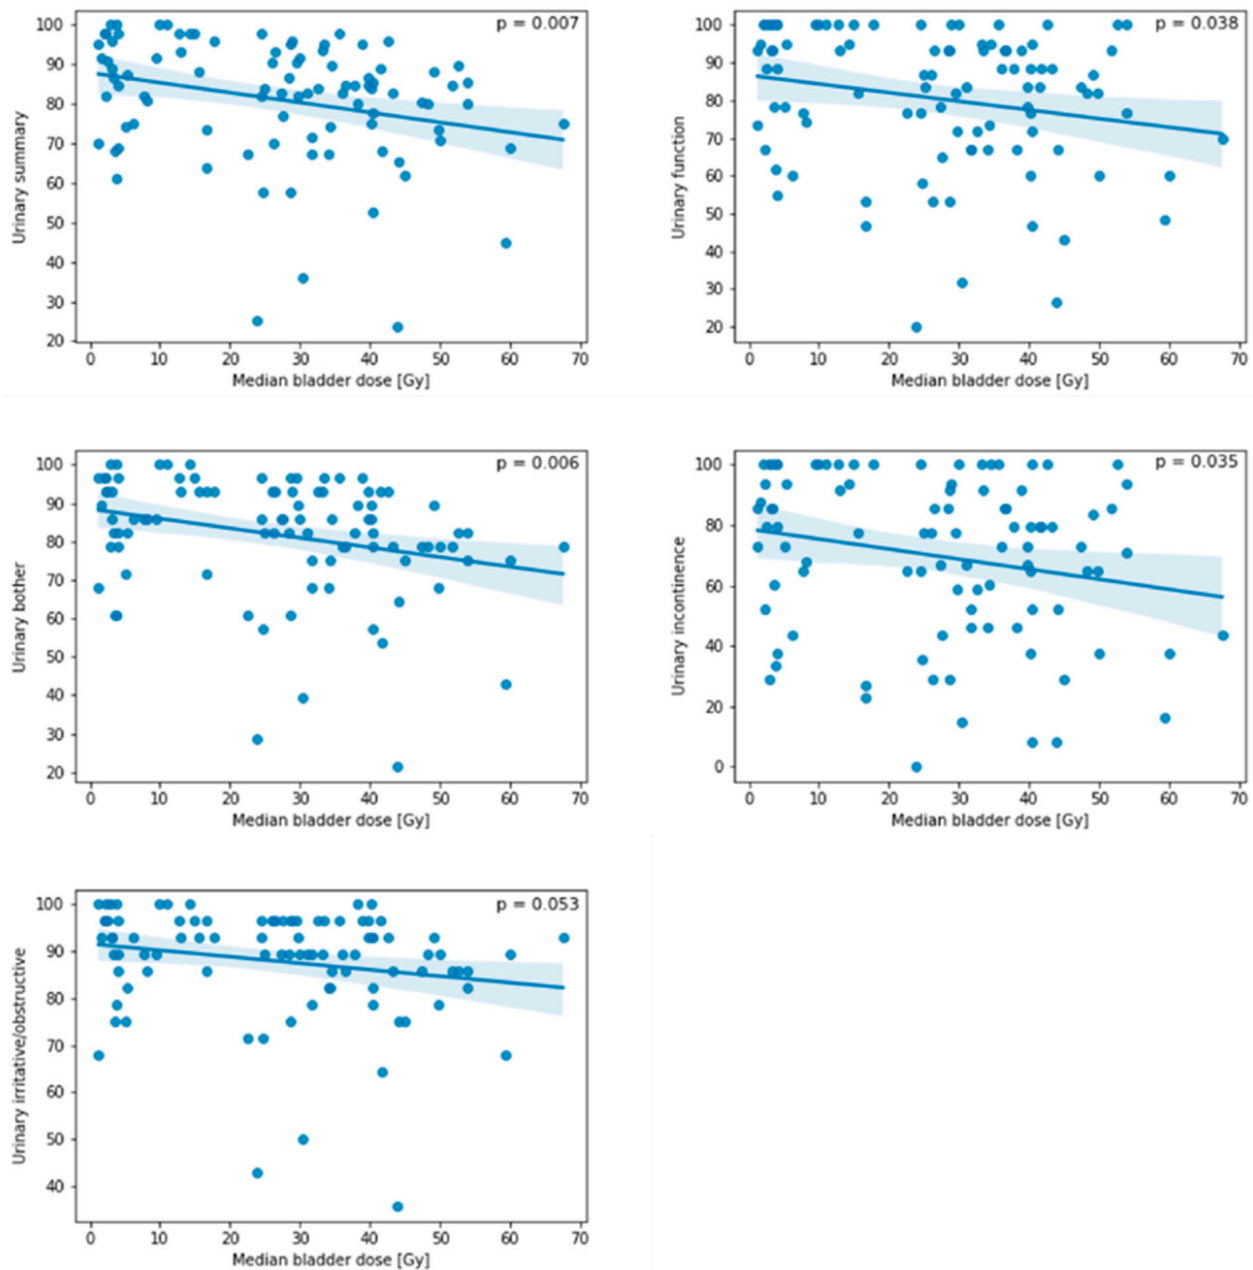 p = 0.007
Urinary summary
100
90
80
70
60
50
40
30
20
0 10 20 30 40 50 60 70
Median bladder dose [Gy]
p = 0.038
Urinary function
100
90
80
70
60
50
40
30
20
0 10 20 30 40 50 60 70
Median bladder dose [Gy]
p = 0.006
Urinary bother
100
90
80
70
60
50
40
30
20
0 10 20 30 40 50 60 70
Median bladder dose [Gy]
p = 0.035
Urinary incontinence
100
80
60
40
20
0
0 10 20 30 40 50 60 70
Median bladder dose [Gy]
p = 0.053
Urinary irritative/obstructive
100
90
80
70
60
50
40
0 10 20 30 40 50 60 70
Median bladder dose [Gy]